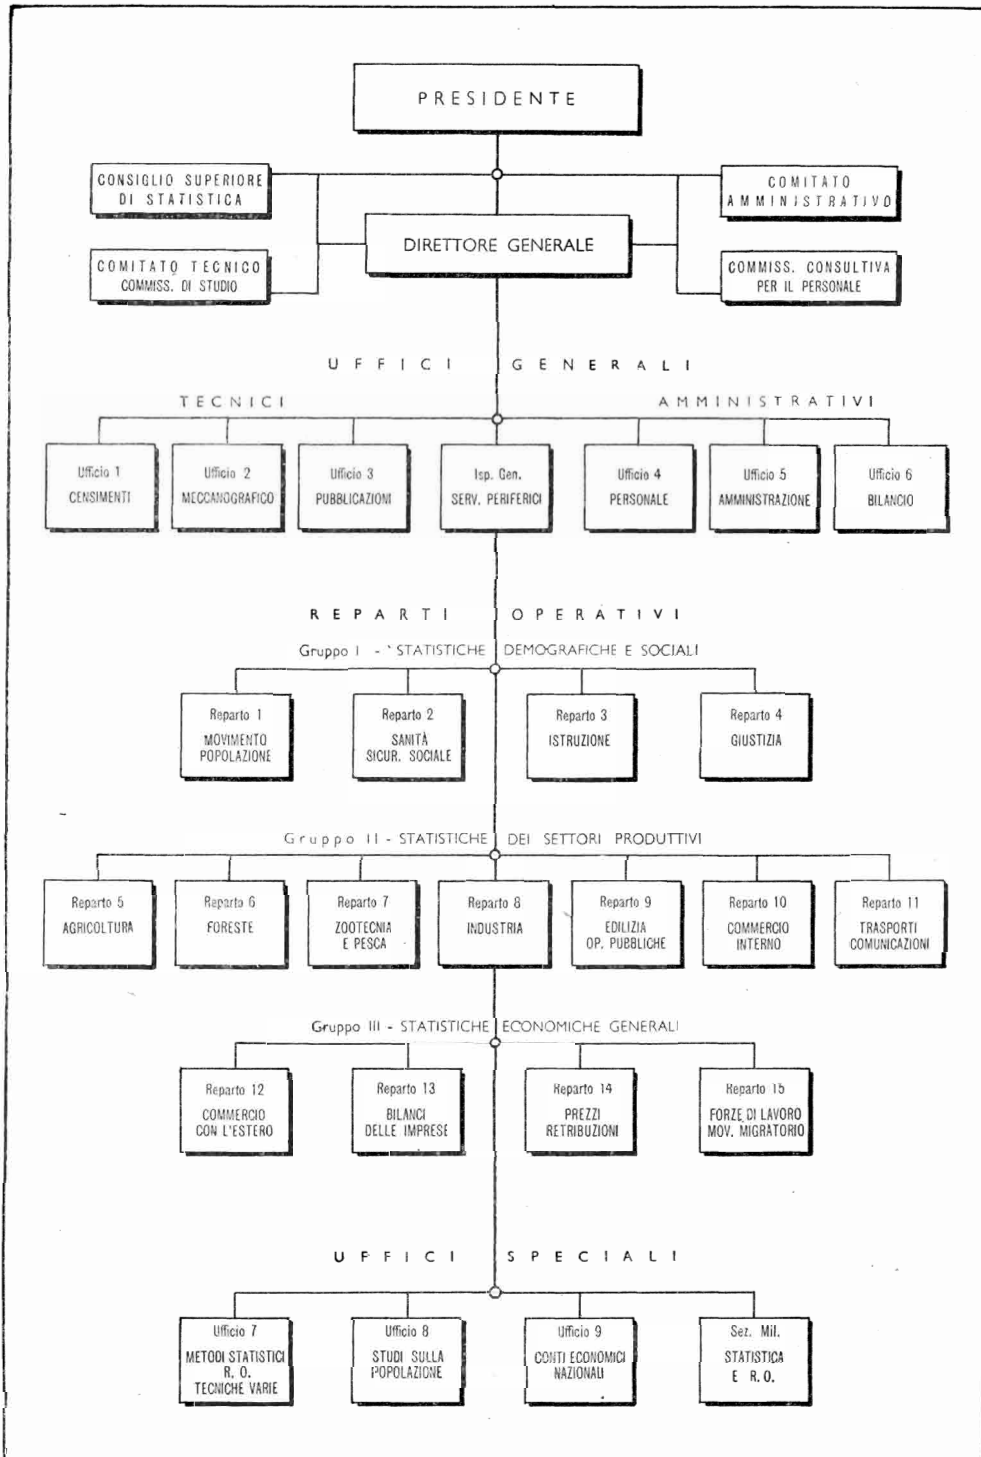 PRESIDENTE
CONSIGLIO SUPERIORE
DI STATISTICA
COMITATO
AMMINISTRATIVO
DIRETTORE GENERALE
COMITATO TECNICO
COMMISS. DI STUDIO
COMMISS. CONSULTIVA
PER IL PERSONALE
UFFICI GENERALI
TECNICI
AMMINISTRATIVI
Ufficio 1
CENSIMENTI
Ufficio 2
MECCANOGRAFICO
Ufficio 3
PUBBLICAZIONI
Isp. Gen.
SERV. PERIFERICI
Ufficio 4
PERSONALE
Ufficio 5
AMMINISTRAZIONE
Ufficio 6
BILANCIO
REPARTI OPERATIVI
Gruppo I - STATISTICHE DEMOGRAFICHE E SOCIALI
Reparto 1
MOVIMENTO
POPOLAZIONE
Reparto 2
SANITÀ
SICUR. SOCIALE
Reparto 3
ISTRUZIONE
Reparto 4
GIUSTIZIA
Gruppo II - STATISTICHE DEI SETTORI PRODUTTIVI
Reparto 5
AGRICOLTURA
Reparto 6
FORESTE
Reparto 7
ZOOTECNIA
E PESCA
Reparto 8
INDUSTRIA
Reparto 9
EDILIZIA
OP. PUBBLICHE
Reparto 10
COMMERCIO
INTERNO
Reparto 11
TRASPORTI
COMUNICAZIONI
Gruppo III - STATISTICHE ECONOMICHE GENERALI
Reparto 12
COMMERCIO
CON L'ESTERO
Reparto 13
BILANCI
DELLE IMPRESE
Reparto 14
PREZZI
RETRIBUZIONI
Reparto 15
FORZE DI LAVORO
MOV. MIGRATORIO
UFFICI SPECIALI
Ufficio 7
METODI STATISTICI
R. O.
TECNICHE VARIE
Ufficio 8
STUDI SULLA
POPOLAZIONE
Ufficio 9
CONTI ECONOMICI
NAZIONALI
Sez. Mil.
STATISTICA
E R.O.